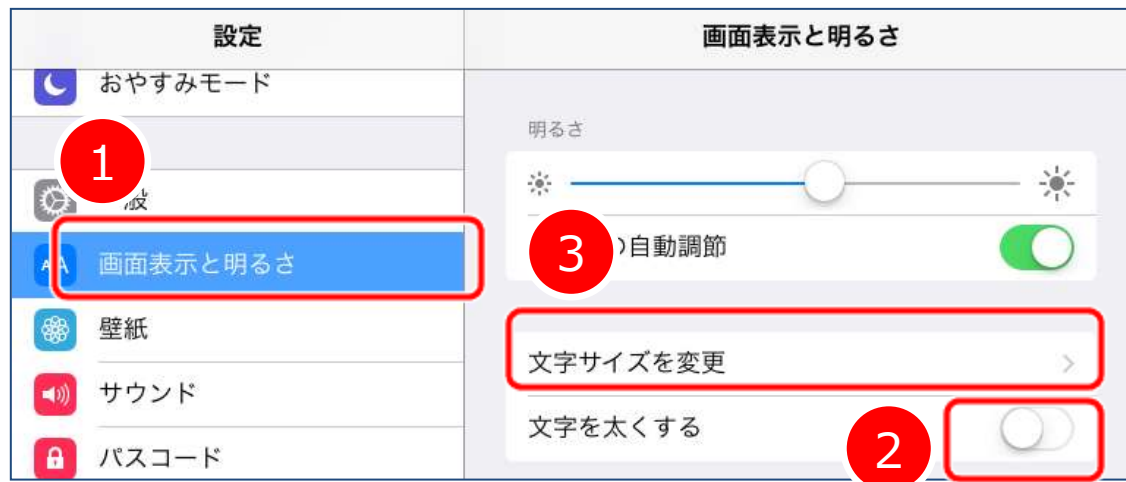 設定
おやすみモード
1
般
画面表示と明るさ
壁紙
サウンド
パスコード
画面表示と明るさ
明るさ
3
の自動調節
文字サイズを変更
文字を太くする
2